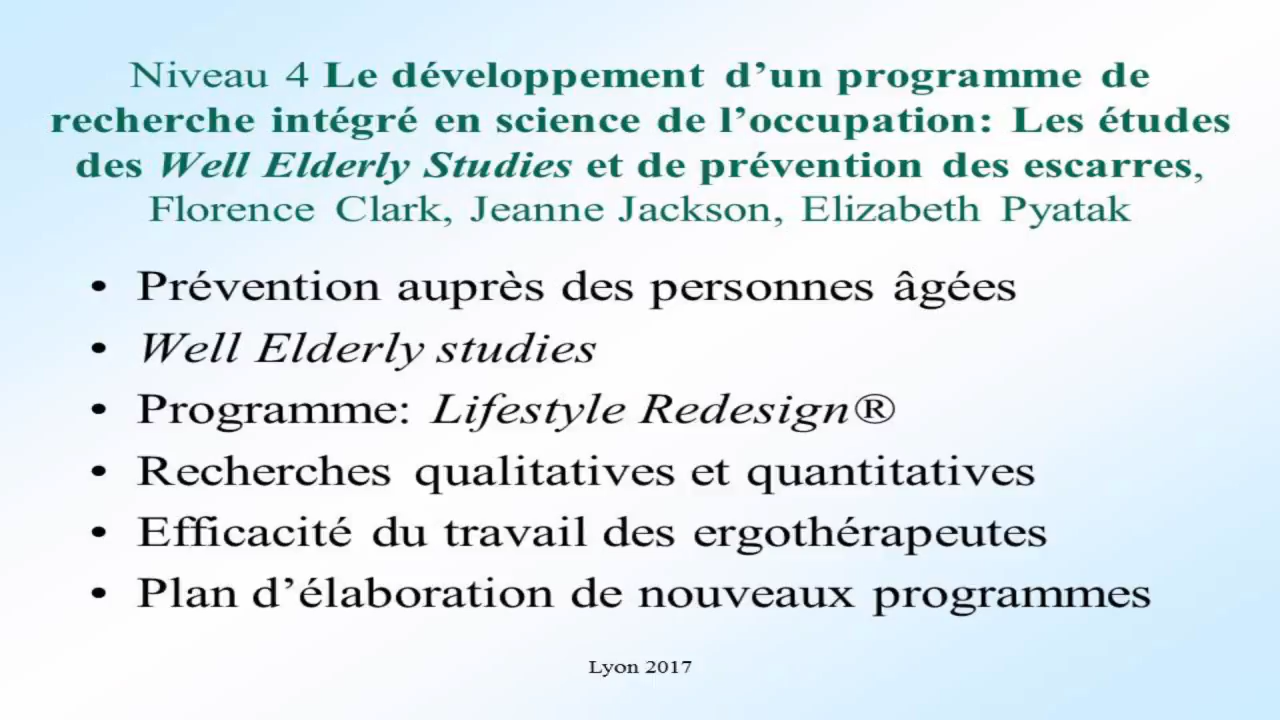 Niveau 4 Le développement d’un programme de
recherche intégré en science de l’occupation: Les études
des Well Elderly Studies et de prévention des escarres,
Florence Clark, Jeanne Jackson, Elizabeth Pyatak
• Prévention auprès des personnes âgées
• Well Elderly studies
• Programme: Lifestyle Redesign®
• Recherches qualitatives et quantitatives
• Efficacité du travail des ergothérapeutes
• Plan d’élaboration de nouveaux programmes
Lyon 2017